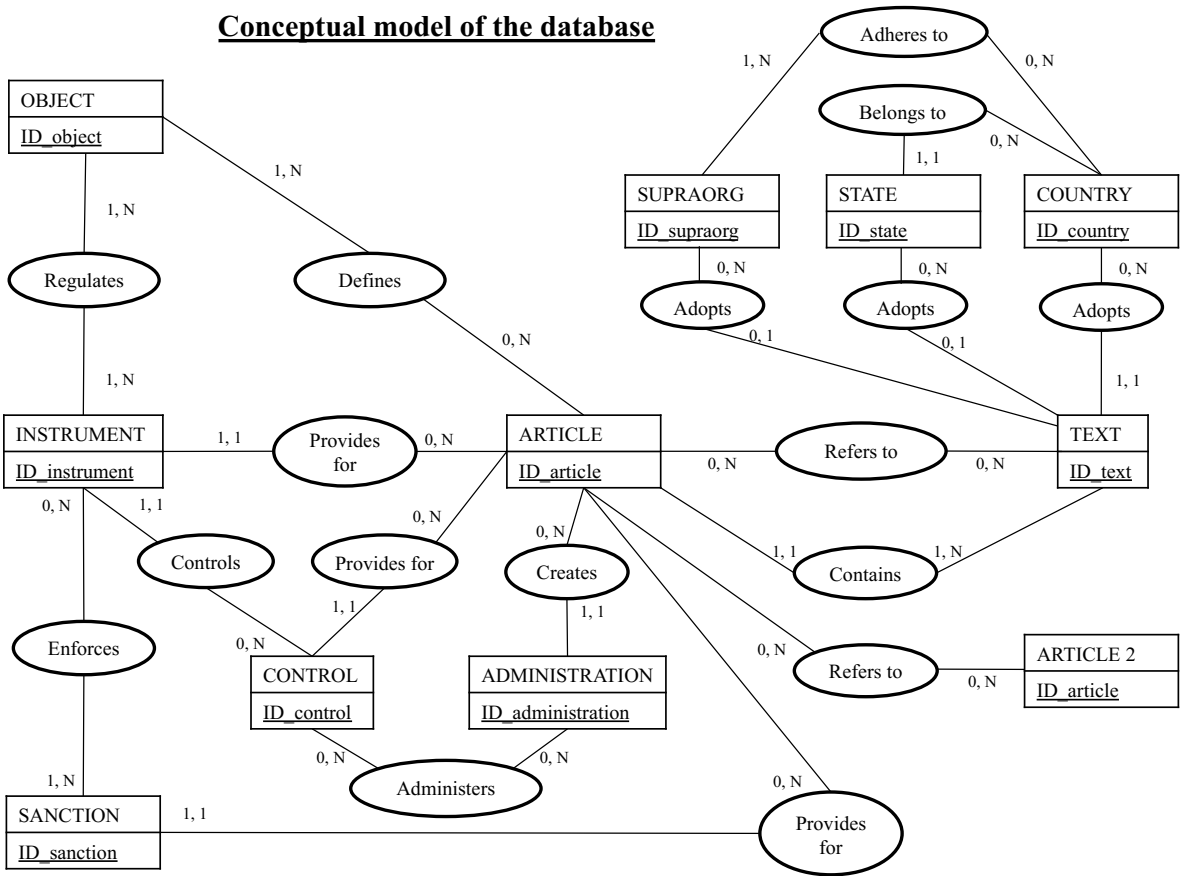 Conceptual model of the database
Adheres to
1, N
0, N
OBJECT
ID_object
Belongs to
0, N
1, N
1, 1
1, N
SUPRAORG
ID_supraorg
STATE
ID_state
COUNTRY
ID_country
Regulates
Defines
0, N
0, N
0, N
Adopts
Adopts
Adopts
0, N
0, 1
0, 1
1, N
1, 1
INSTRUMENT
ID_instrument
1, 1
Provides
for
0, N
ARTICLE
ID_article
0, N
Refers to
0, N
TEXT
ID_text
0, N
1, 1
0, N
0, N
1, 1
1, N
Controls
Provides for
Creates
Contains
1, 1
1, 1
Enforces
0, N
0, N
CONTROL
ID_control
ADMINISTRATION
ID_administration
Refers to
0, N
ARTICLE 2
ID_article
0, N
0, N
1, N
Administers
0, N
SANCTION
ID_sanction
1, 1
Provides
for